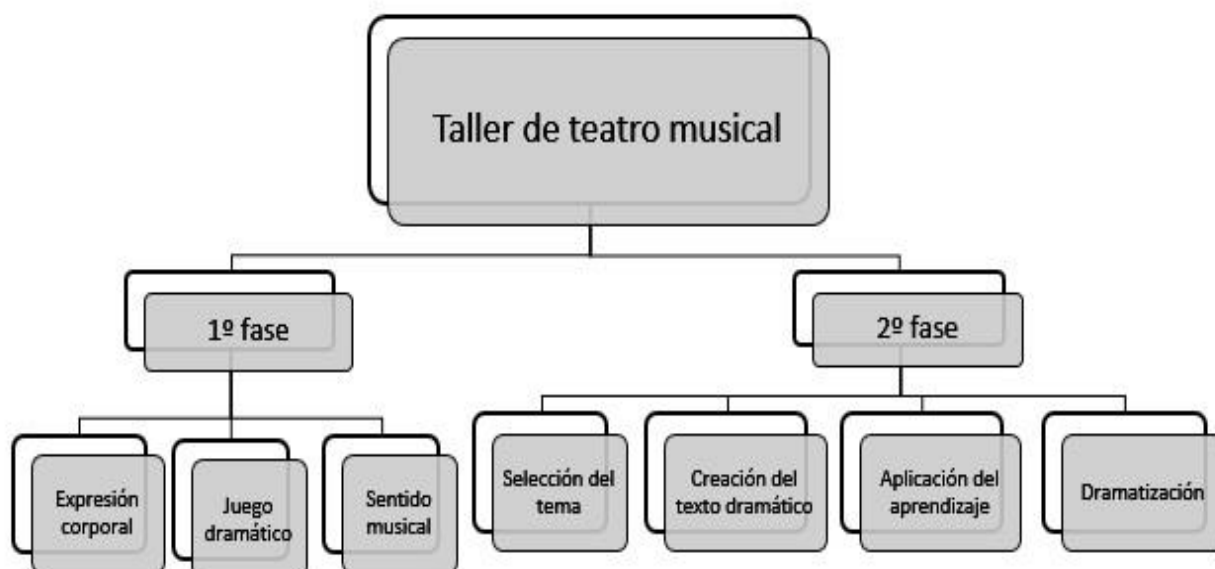 Taller de teatro musical
1º fase
2º fase
Expresión
corporal
Juego
dramático
Sentido
musical
Selección del
tema
Creación del
texto dramático
Aplicación del
aprendizaje
Dramatización